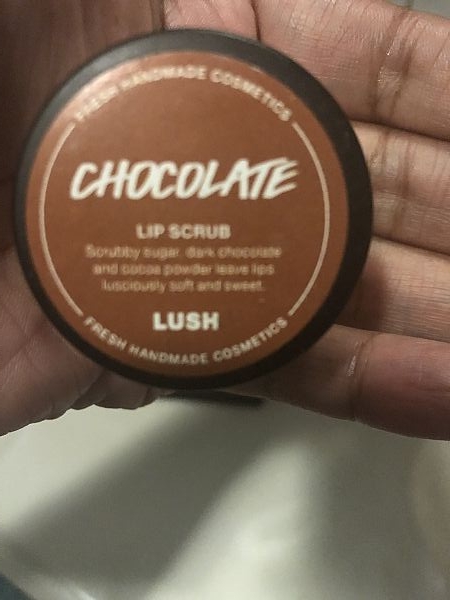 FRESH HANDMADE COSMETICS
CHOCOLATE
LIP SCRUB
Scrubby sugar, dark chocolate
and cocoa powder leave lips
lusciously soft and sweet.
LUSH
FRESH HANDMADE COSMETICS